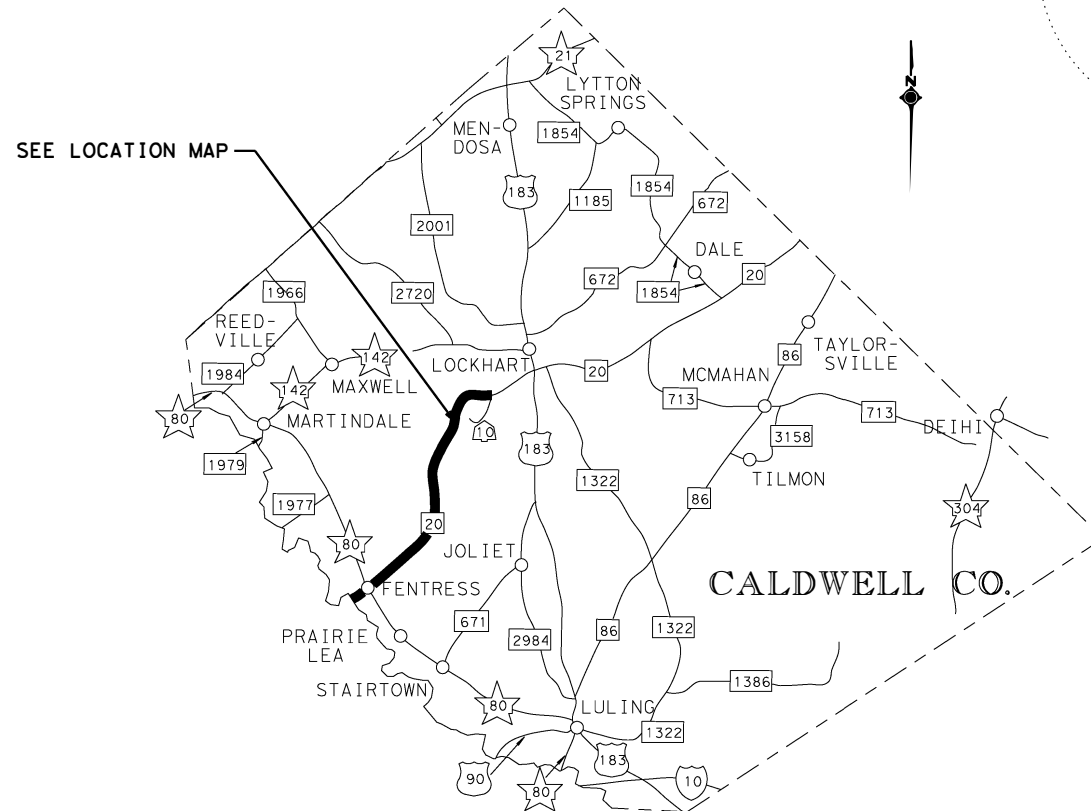 21
LYTTON
SPRINGS
N
MEN-
DOSA
1854
SEE LOCATION MAP
183
1185
1854
672
2001
DALE
20
672
1854
1966
2720
REED-
VILLE
LOCKHART
TAYLOR-
SVILLE
86
142
1984
MAXWELL
20
MCMAHAN
142
713
713
80
MARTINDALE
10
DEIHI
3158
183
1979
TILMON
1322
1977
86
304
20
80
JOLIET
FENTRESS
CALDWELL CO.
671
2984
86
1322
PRAIRIE
LEA
STAIRTOWN
1386
80
LULING
1322
183
90
80
10